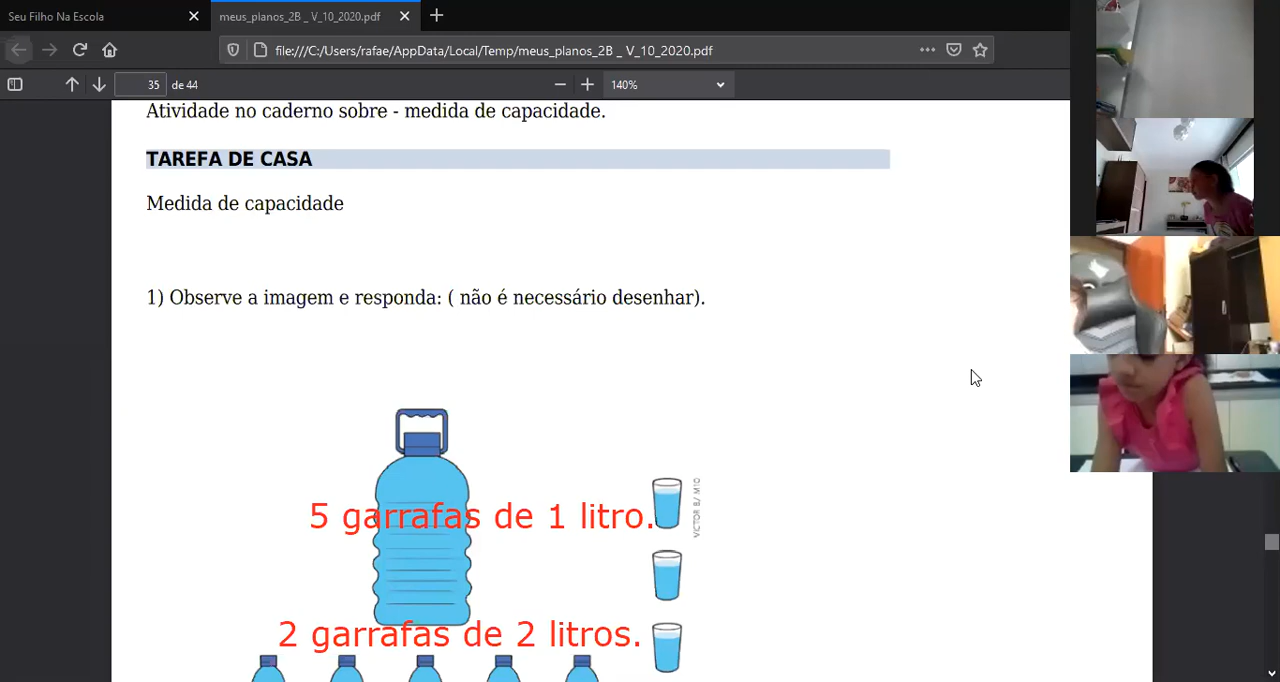 Seu Filho Na Escola
meus_planos_2B _ V_10_2020.pdf
file:///C:/Users/rafae/AppData/Local/Temp/meus_planos_2B _ V_10_2020.pdf
35 de 44
140%
Atividade no caderno sobre - medida de capacidade.
TAREFA DE CASA
Medida de capacidade
1) Observe a imagem e responda: ( não é necessário desenhar).
5 garrafas de 1 litro.
VICTOR B./ M10
2 garrafas de 2 litros.